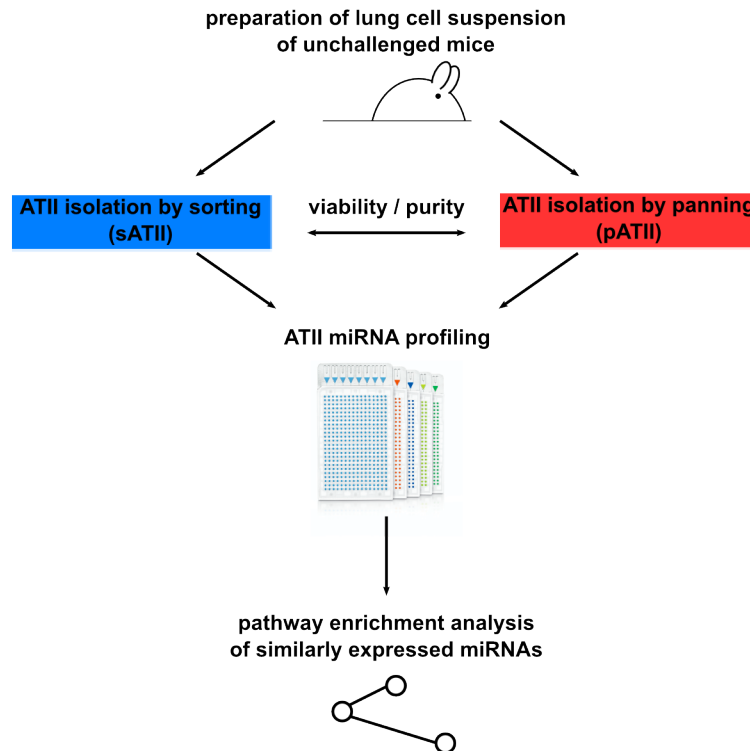 preparation of lung cell suspension
of unchallenged mice
ATII isolation by sorting
(sATII)
viability / purity
ATII isolation by panning
(pATII)
ATII miRNA profiling
pathway enrichment analysis
of similarly expressed miRNAs